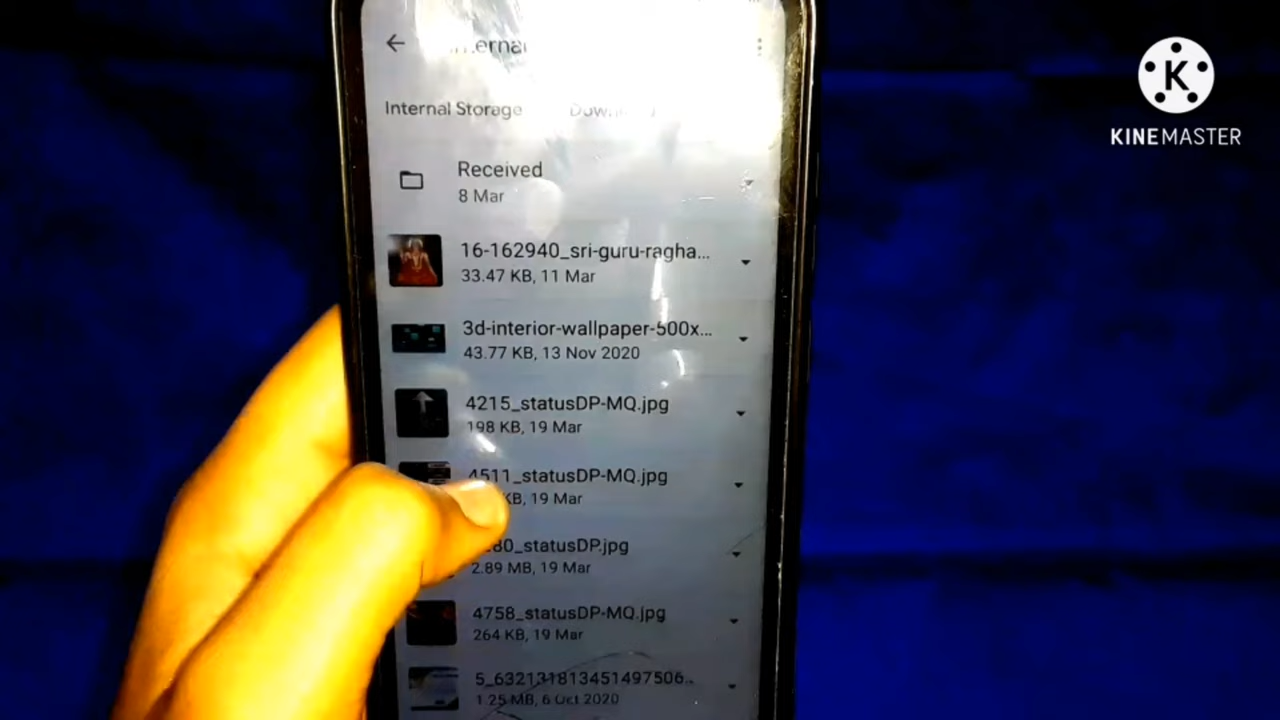 Internal Storage
Received
8 Mar
16-162940_sri-guru-ragha...
33.47 KB, 11 Mar
3d-interior-wallpaper-500x...
43.77 KB, 13 Nov 2020
4215_statusDP-MQ.jpg
198 KB, 19 Mar
4511_statusDP-MQ.jpg
KB, 19 Mar
80_statusDP.jpg
2.89 MB, 19 Mar
4758_statusDP-MQ.jpg
264 KB, 19 Mar
5_632131813451497506..
1.25 MB, 6 Oct 2020
K
KINEMASTER